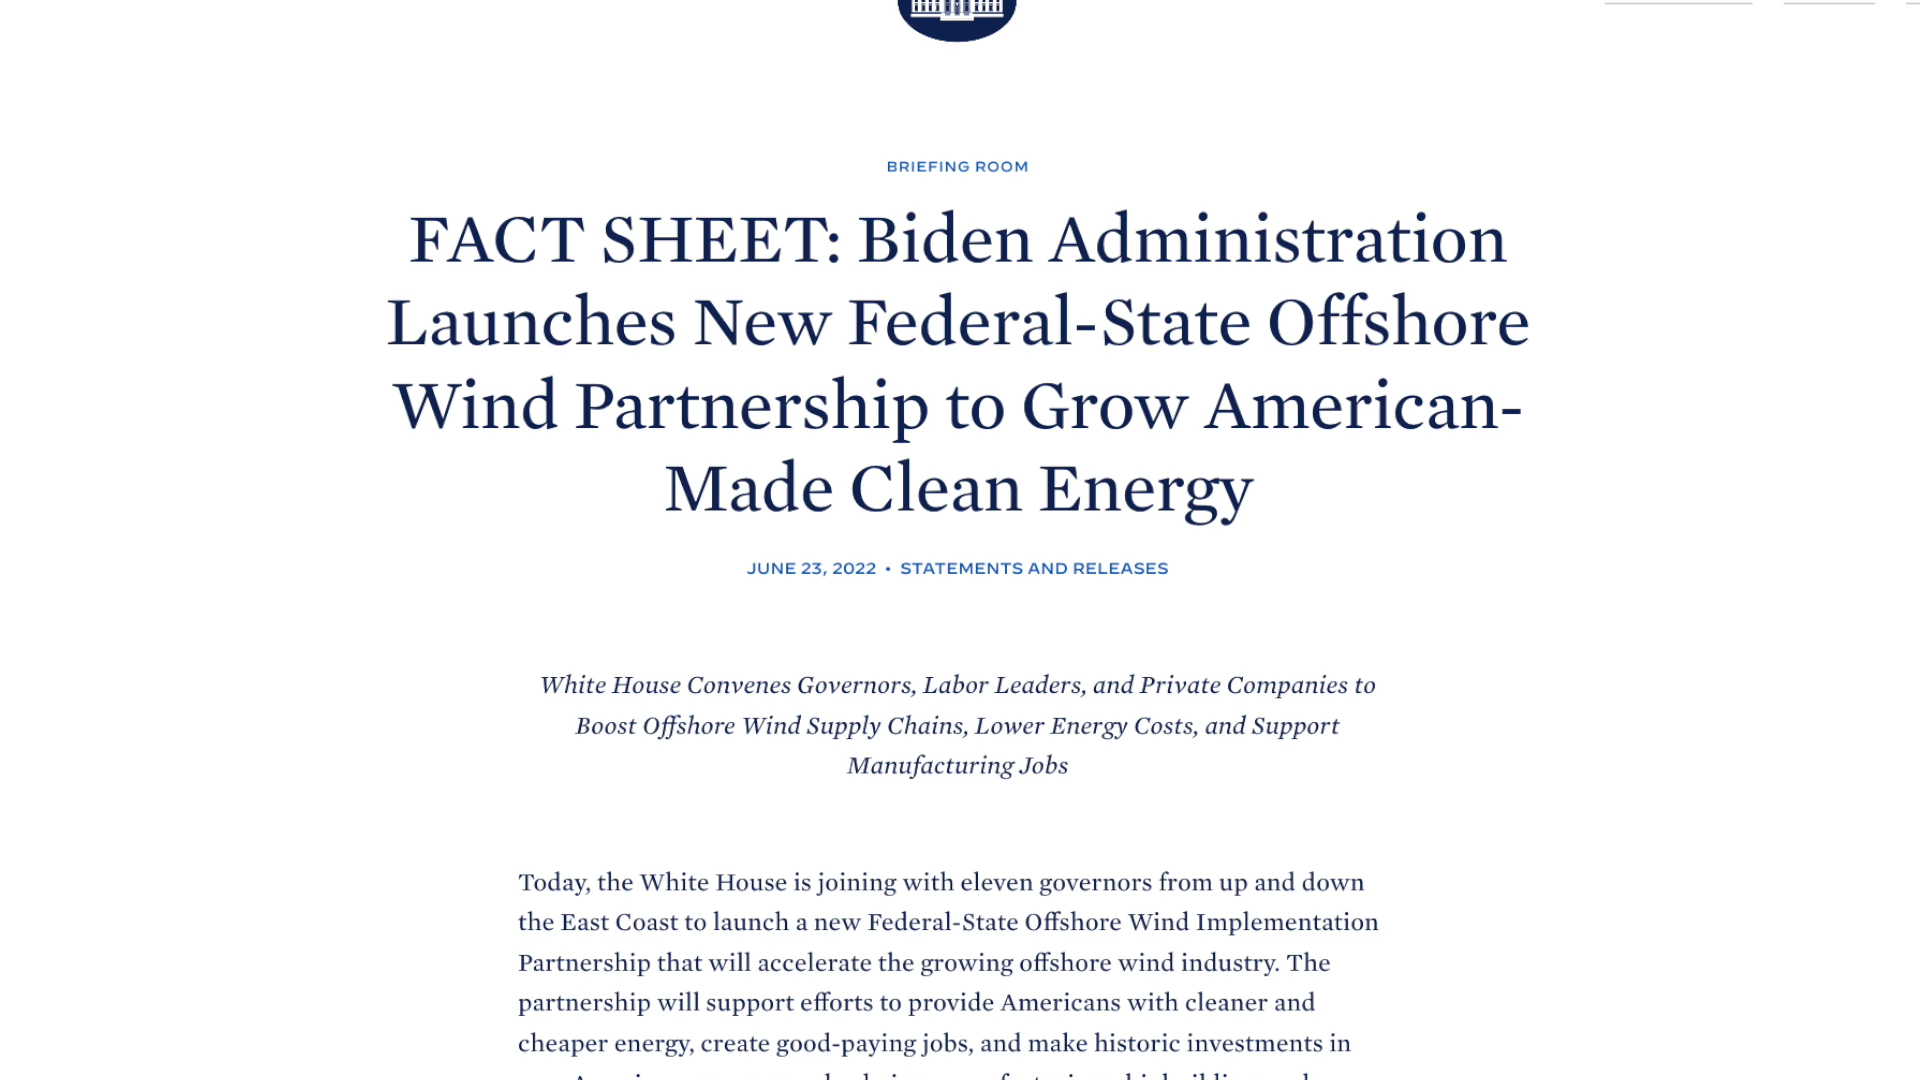 BRIEFING ROOM
FACT SHEET: Biden Administration
Launches New Federal-State Offshore
Wind Partnership to Grow American-
Made Clean Energy
JUNE 23, 2022 • STATEMENTS AND RELEASES
White House Convenes Governors, Labor Leaders, and Private Companies to
Boost Offshore Wind Supply Chains, Lower Energy Costs, and Support
Manufacturing Jobs
Today, the White House is joining with eleven governors from up and down
the East Coast to launch a new Federal-State Offshore Wind Implementation
Partnership that will accelerate the growing offshore wind industry. The
partnership will support efforts to provide Americans with cleaner and
cheaper energy, create good-paying jobs, and make historic investments in